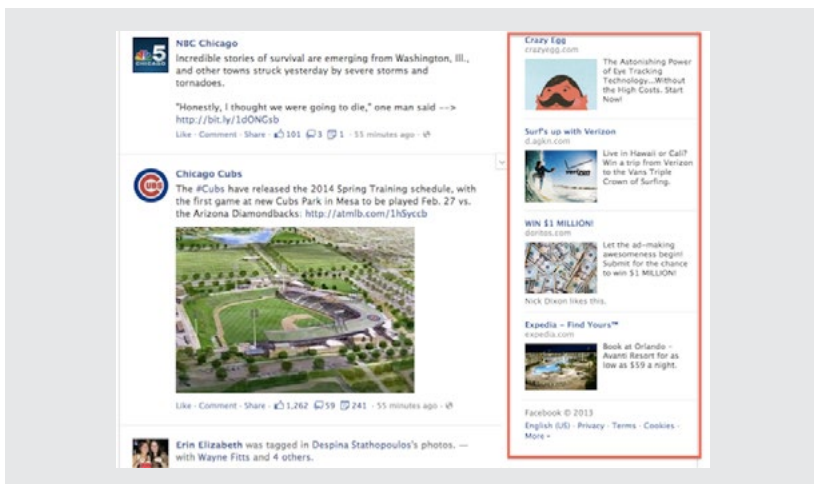 NBC Chicago
Incredible stories of survival are emerging from Washington, Ill.,
and other towns struck yesterday by severe storms and
tornadoes.
"Honestly, I thought we were going to die," one man said -->
http://bit.ly/1dONGsb
Like · Comment · Share · 101 3 1 · 55 minutes ago ·
5
CHICAGO
Chicago Cubs
The #Cubs have released the 2014 Spring Training schedule, with
the first game at new Cubs Park in Mesa to be played Feb. 27 vs.
the Arizona Diamondbacks: http://atmlb.com/1hSyccb
CUBS
Like · Comment · Share · 1,262 59 241 · 55 minutes ago ·
Erin Elizabeth was tagged in Despina Stathopoulos's photos. —
with Wayne Fitts and 4 others.
Crazy Egg
crazyegg.com
The Astonishing Power
of Eye Tracking
Technology...Without
the High Costs. Start
Now!
Surf's up with Verizon
d.agkn.com
Live in Hawaii or Cali?
Win a trip from Verizon
to the Vans Triple
Crown of Surfing.
verizon
WIN $1 MILLION!
doritos.com
Let the ad-making
awesomeness begin!
Submit for the chance
to win $1 MILLION!
Nick Dixon likes this.
Expedia - Find Yours™
expedia.com
Book at Orlando -
Avanti Resort for as
low as $59 a night.
Facebook © 2013
English (US) · Privacy · Terms · Cookies ·
More